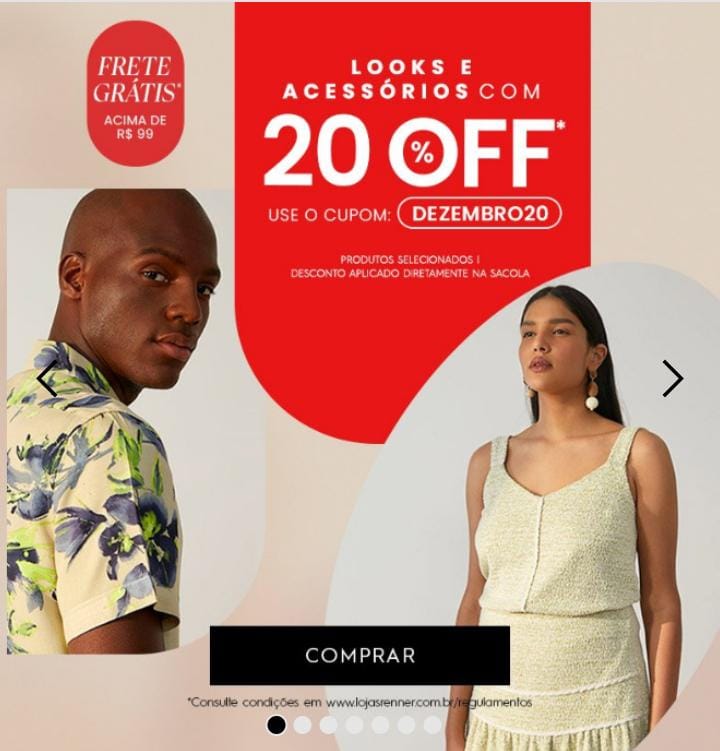 FRETE
GRÁTIS*
ACIMA DE
R$ 99
LOOKS E
ACESSÓRIOS COM
20% OFF*
USE O CUPOM: DEZEMBRO20
PRODUTOS SELECIONADOS |
DESCONTO APLICADO DIRETAMENTE NA SACOLA
COMPRAR
*Consulte condições em www.lojasrenner.com.br/regulamentos